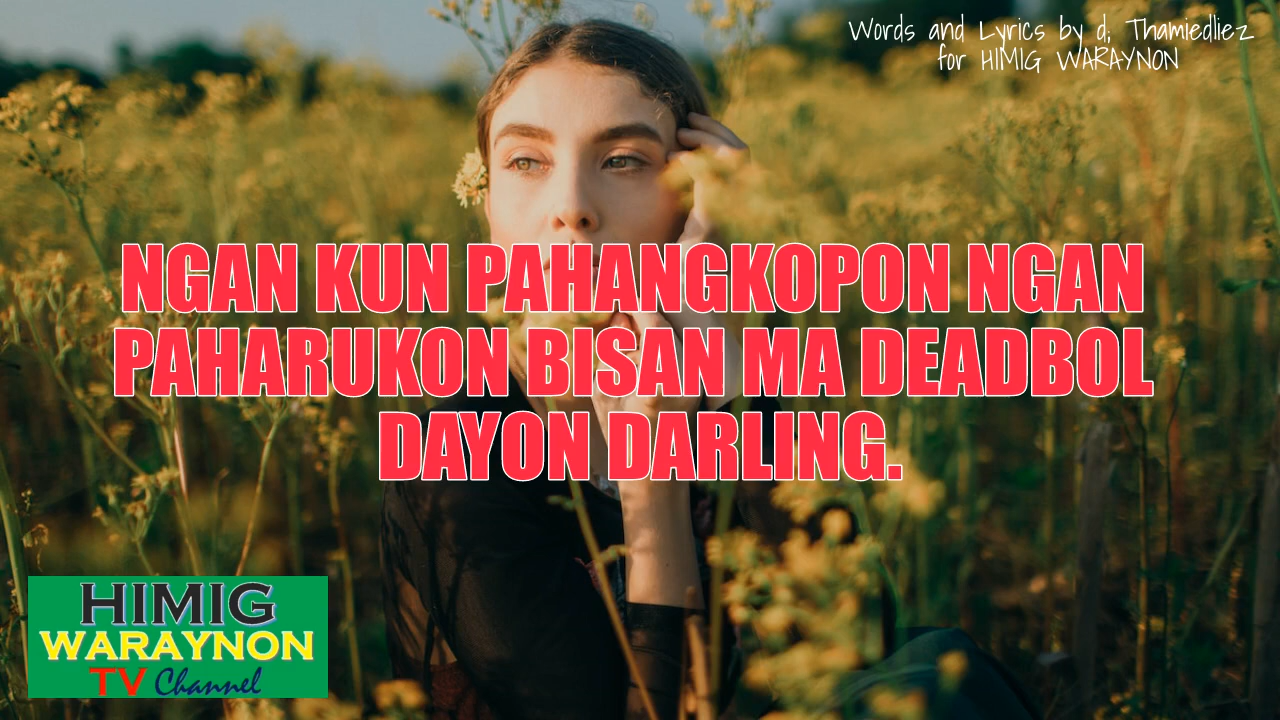 Words and Lyrics by d; Thamiedliez
for HIMIG WARAYNON
NGAN KUN PAHANGKOPON NGAN
PAHARUKON BISAN MA DEADBOL
DAYON DARLING.
HIMIG
WARAYNON
TV Channel